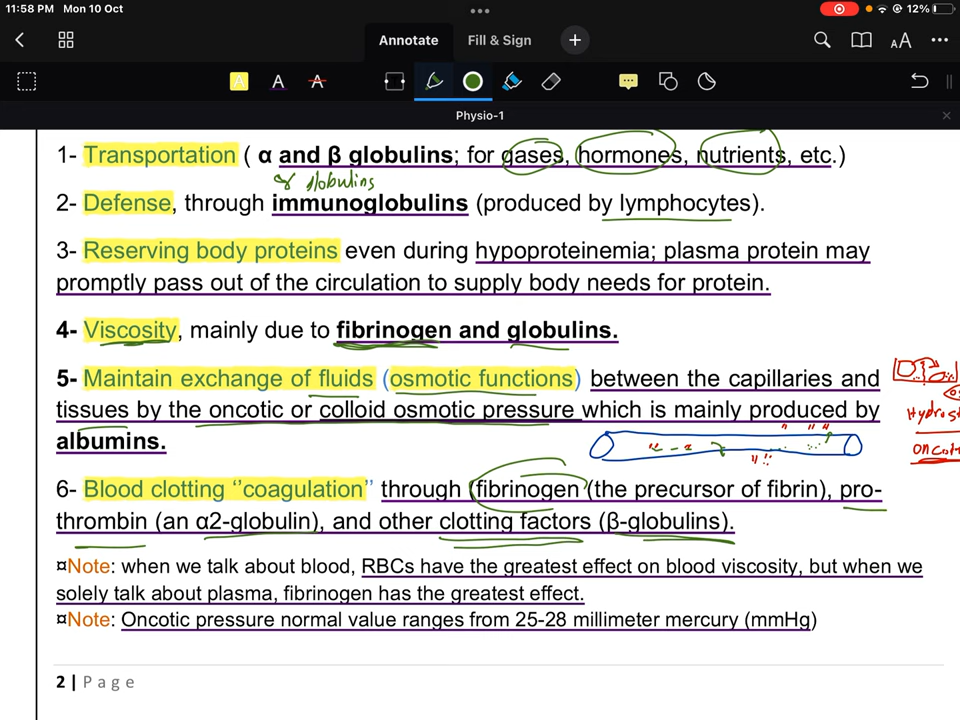 11:58 PM Mon 10 Oct
12%
Annotate Fill & Sign
AA
A A A
Physio-1
1- Transportation ( α and β globulins; for gases, hormones, nutrients, etc.)
globulins
2- Defense, through immunoglobulins (produced by lymphocytes).
3- Reserving body proteins even during hypoproteinemia; plasma protein may
promptly pass out of the circulation to supply body needs for protein.
4- Viscosity, mainly due to fibrinogen and globulins.
5- Maintain exchange of fluids (osmotic functions) between the capillaries and
tissues by the oncotic or colloid osmotic pressure which is mainly produced by
Hydrost
albumins.
oncot
6- Blood clotting ‘’coagulation’’ through (fibrinogen (the precursor of fibrin), pro-
thrombin (an α2-globulin), and other clotting factors (β-globulins).
¤Note: when we talk about blood, RBCs have the greatest effect on blood viscosity, but when we
solely talk about plasma, fibrinogen has the greatest effect.
¤Note: Oncotic pressure normal value ranges from 25-28 millimeter mercury (mmHg)
2 | Page